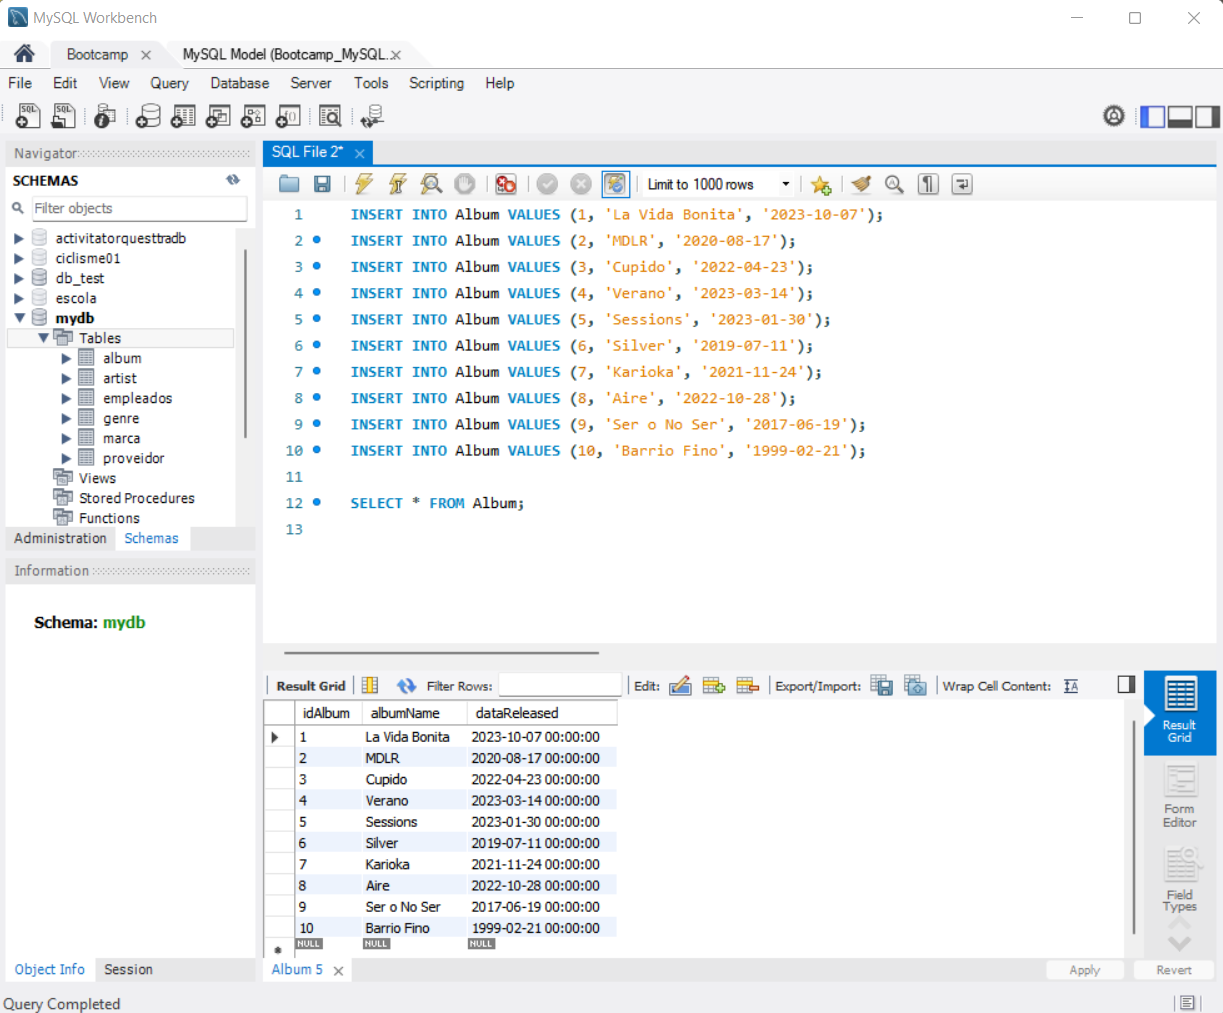 MySQL Workbench
Bootcamp
MySQL Model (Bootcamp_MySQL...
File Edit View Query Database Server Tools Scripting Help
Navigator
SCHEMAS
Filter objects
activitatorquesttradb
ciclisme01
db_test
escola
mydb
Tables
album
artist
empleados
genre
marca
proveidor
Views
Stored Procedures
Functions
Administration Schemas
Information
Schema: mydb
Object Info Session
SQL File 2*
Limit to 1000 rows
1 INSERT INTO Album VALUES (1, 'La Vida Bonita', '2023-10-07');
2 INSERT INTO Album VALUES (2, 'MDLR', '2020-08-17');
3 INSERT INTO Album VALUES (3, 'Cupido', '2022-04-23');
4 INSERT INTO Album VALUES (4, 'Verano', '2023-03-14');
5 INSERT INTO Album VALUES (5, 'Sessions', '2023-01-30');
6 INSERT INTO Album VALUES (6, 'Silver', '2019-07-11');
7 INSERT INTO Album VALUES (7, 'Karioka', '2021-11-24');
8 INSERT INTO Album VALUES (8, 'Aire', '2022-10-28');
9 INSERT INTO Album VALUES (9, 'Ser o No Ser', '2017-06-19');
10 INSERT INTO Album VALUES (10, 'Barrio Fino', '1999-02-21');
11
12 SELECT * FROM Album;
13
Result Grid Filter Rows: Edit: Export/Import: Wrap Cell Content:
idAlbum albumName dataReleased
1 La Vida Bonita 2023-10-07 00:00:00
2 MDLR 2020-08-17 00:00:00
3 Cupido 2022-04-23 00:00:00
4 Verano 2023-03-14 00:00:00
5 Sessions 2023-01-30 00:00:00
6 Silver 2019-07-11 00:00:00
7 Karioka 2021-11-24 00:00:00
8 Aire 2022-10-28 00:00:00
9 Ser o No Ser 2017-06-19 00:00:00
10 Barrio Fino 1999-02-21 00:00:00
NULL NULL NULL
Result
Grid
Form
Editor
Field
Types
Album 5
Apply Revert
Query Completed